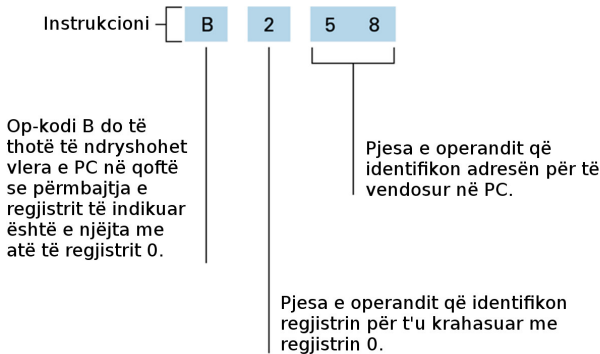 Instrukcioni B 2 5 8
Op-kodi B do të
thotë të ndryshohet
vlera e PC në qoftë
se përmbajtja e
regjistrit të indikuar
është e njëjta me
atë të regjistrit 0.
Pjesa e operandit që
identifikon adresën për të
vendosur në PC.
Pjesa e operandit që identifikon
regjistrin për t'u krahasuar me
regjistrin 0.